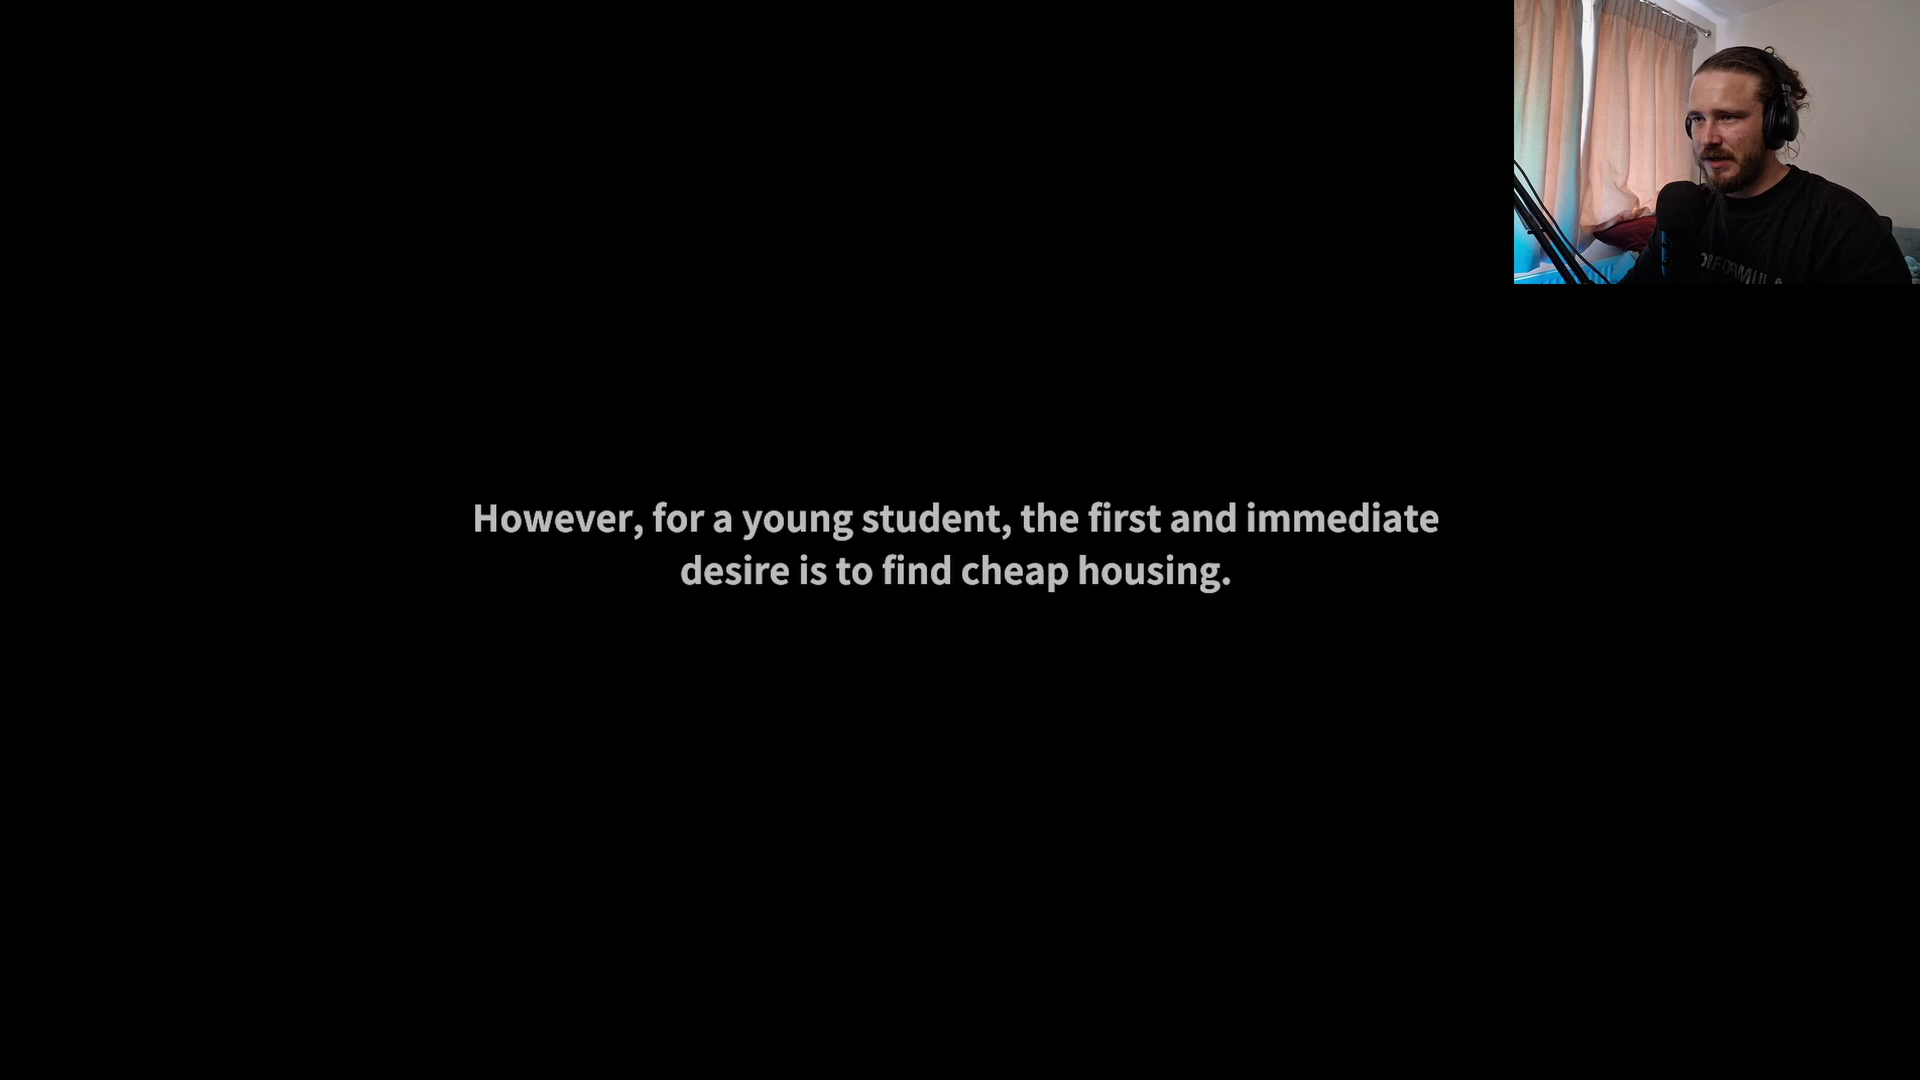 However, for a young student, the first and immediate
desire is to find cheap housing.